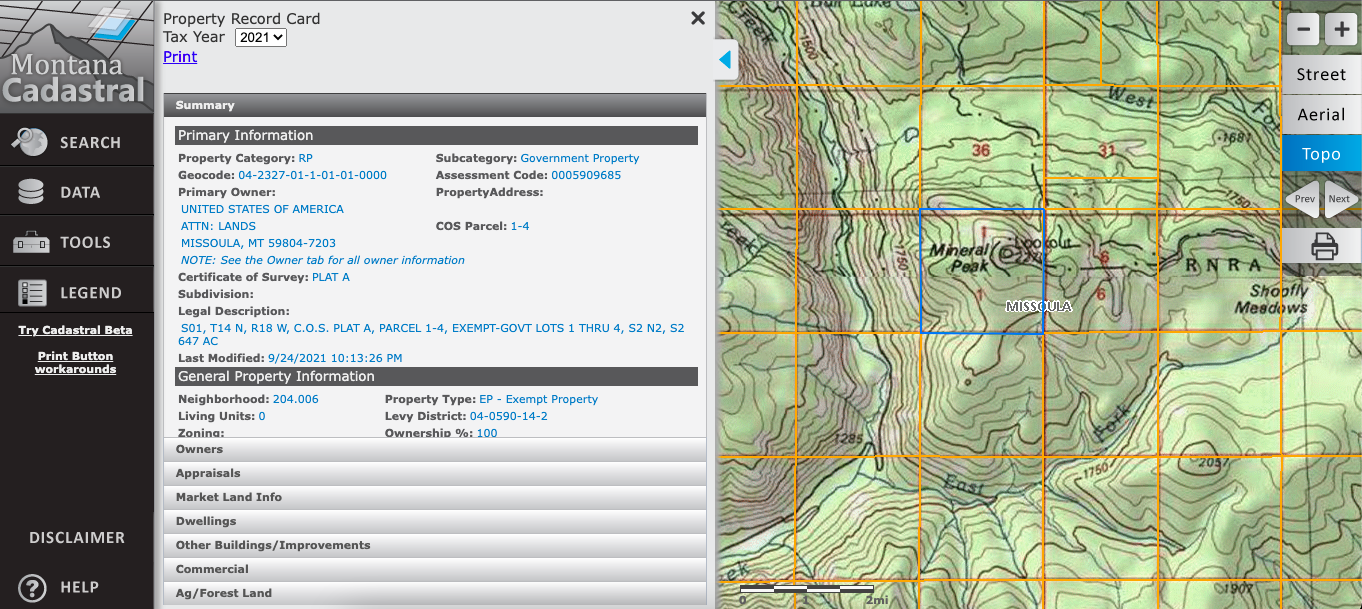 Montana
Cadastral
SEARCH
DATA
TOOLS
LEGEND
Try Cadastral Beta
Print Button
workarounds
DISCLAIMER
? HELP
Property Record Card
Tax Year 2021
Print
Summary
Primary Information
Property Category: RP Subcategory: Government Property
Geocode: 04-2327-01-1-01-01-0000 Assessment Code: 0005909685
Primary Owner: PropertyAddress:
UNITED STATES OF AMERICA
ATTN: LANDS COS Parcel: 1-4
MISSOULA, MT 59804-7203
NOTE: See the Owner tab for all owner information
Certificate of Survey: PLAT A
Subdivision:
Legal Description:
S01, T14 N, R18 W, C.O.S. PLAT A, PARCEL 1-4, EXEMPT-GOVT LOTS 1 THRU 4, S2 N2, S2
647 AC
Last Modified: 9/24/2021 10:13:26 PM
General Property Information
Neighborhood: 204.006 Property Type: EP - Exempt Property
Living Units: 0 Levy District: 04-0590-14-2
Zoning: Ownership %: 100
Owners
Appraisals
Market Land Info
Dwellings
Other Buildings/Improvements
Commercial
Ag/Forest Land
Lake
Creek
1500
West
36
31
1681
1750
1750
1
Lookout
Mineral
Peak
6
R N R A
1
6
MISSOULA
Shoofly
Meadows
Fork
1285
1750
2057
East
1907
0 1 2mi
Street
Aerial
Topo
Prev Next